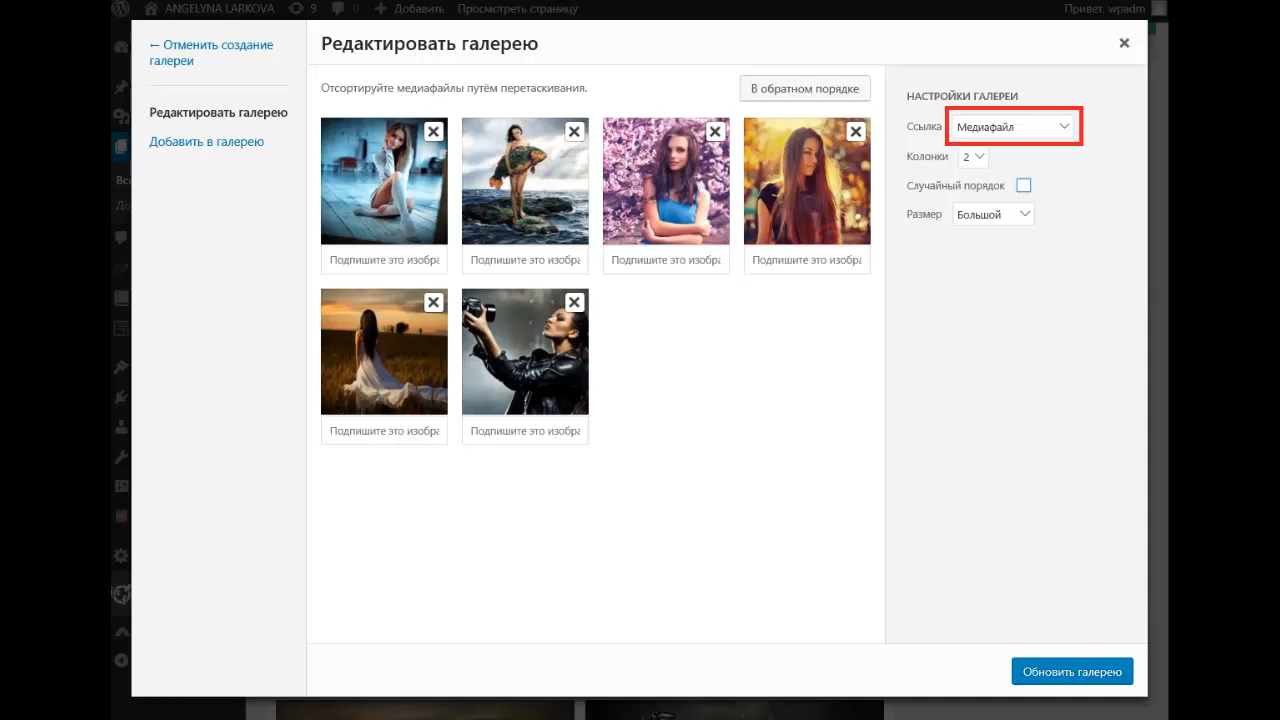 ANGELYNA LARKOVA 9 0 Добавить Просмотреть страницу Привет, wpadm
← Отменить создание
галереи
Редактировать галерею
Добавить в галерею
Редактировать галерею
Отсортируйте медиафайлы путём перетаскивания.
В обратном порядке
Подпишите это изобра
Подпишите это изобра
Подпишите это изобра
Подпишите это изобра
Подпишите это изобра
Подпишите это изобра
НАСТРОЙКИ ГАЛЕРЕИ
Ссылка Медиафайл
Колонки 2
Случайный порядок
Размер Большой
Обновить галерею